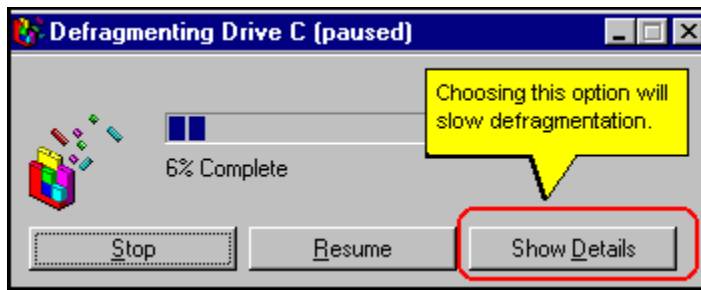 Defragmenting Drive C (paused)
Choosing this option will
slow defragmentation.
6% Complete
Stop
Resume
Show Details